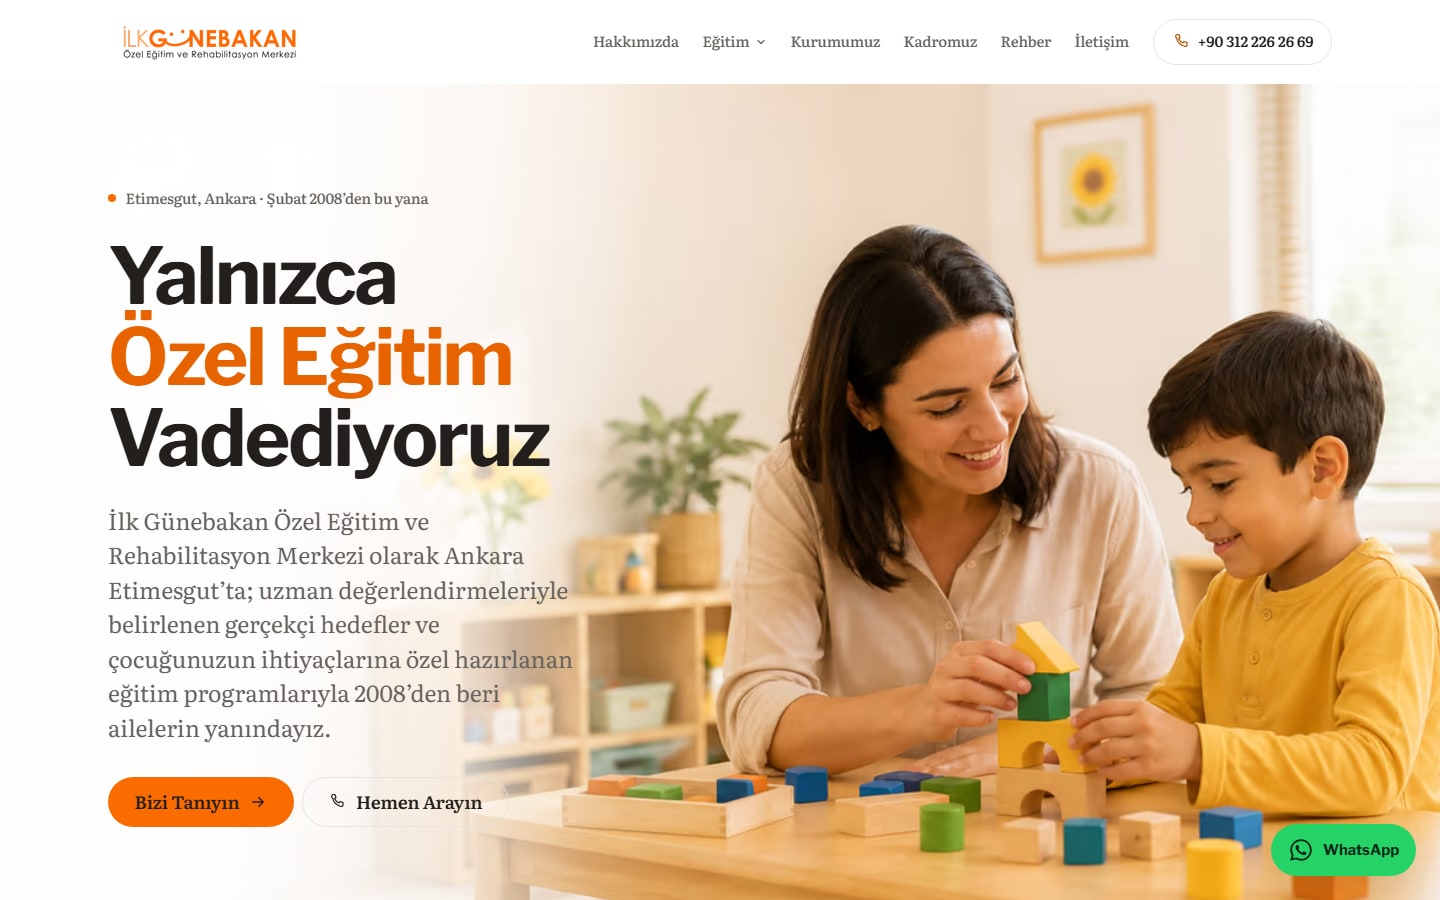 İLKGÜNEBAKAN
Özel Eğitim ve Rehabilitasyon Merkezi
Hakkımızda
Eğitim
Kurumumuz
Kadromuz
Rehber
İletişim
+90 312 226 26 69
Etimesgut, Ankara · Şubat 2008’den bu yana
Yalnızca
Özel Eğitim
Vadediyoruz
İlk Günebakan Özel Eğitim ve
Rehabilitasyon Merkezi olarak Ankara
Etimesgut’ta; uzman değerlendirmeleriyle
belirlenen gerçekçi hedefler ve
çocuğunuzun ihtiyaçlarına özel hazırlanan
eğitim programlarıyla 2008’den beri
ailelerin yanındayız.
Bizi Tanıyın
Hemen Arayın
WhatsApp